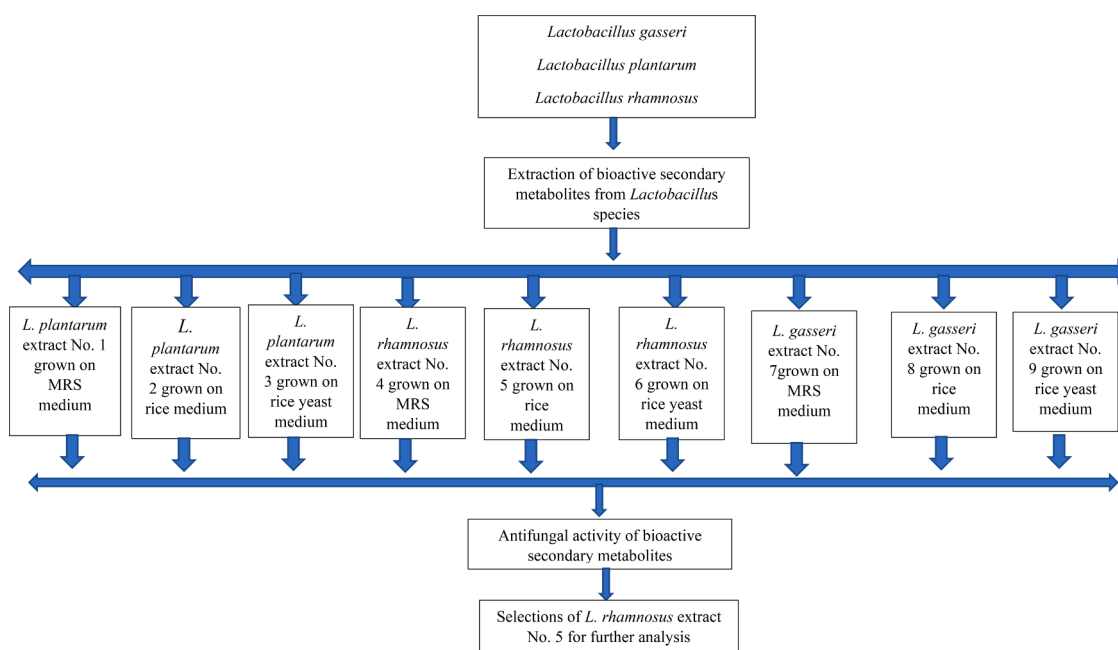 Lactobacillus gasseri
Lactobacillus plantarum
Lactobacillus rhamnosus
Extraction of bioactive secondary
metabolites from Lactobacillus
species
L. plantarum
extract No. 1
grown on
MRS
medium
L.
plantarum
extract No.
2 grown on
rice medium
L.
plantarum
extract No.
3 grown on
rice yeast
medium
L.
rhamnosus
extract No.
4 grown on
MRS
medium
L.
rhamnosus
extract No.
5 grown on
rice
medium
L.
rhamnosus
extract No.
6 grown on
rice yeast
medium
L. gasseri
extract No.
7grown on
MRS
medium
L. gasseri
extract No.
8 grown on
rice
medium
L. gasseri
extract No.
9 grown on
rice yeast
medium
Antifungal activity of bioactive
secondary metabolites
Selections of L. rhamnosus extract
No. 5 for further analysis